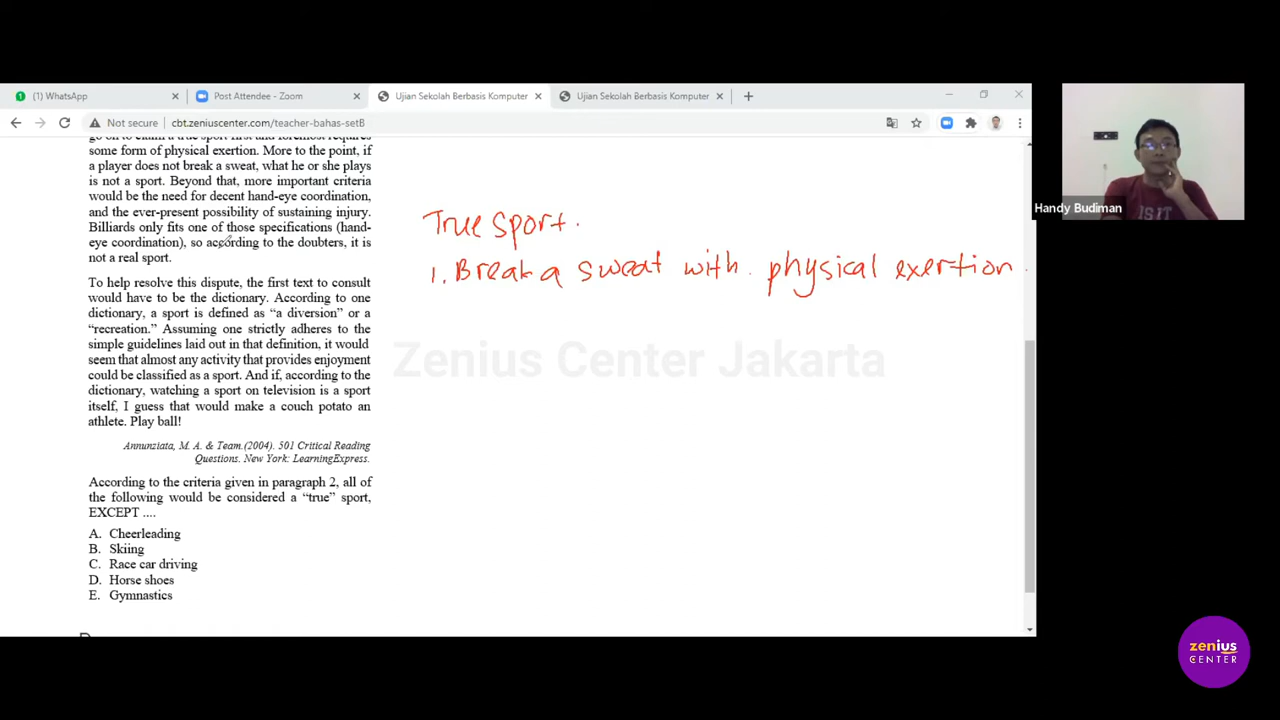 (1) WhatsApp
Post Attendee - Zoom
Ujian Sekolah Berbasis Komputer
Ujian Sekolah Berbasis Komputer
Not secure
cbt.zeniuscenter.com/teacher-bahas-setB
go on to claim a true sport first and foremost requires
some form of physical exertion. More to the point, if
a player does not break a sweat, what he or she plays
is not a sport. Beyond that, more important criteria
would be the need for decent hand-eye coordination,
and the ever-present possibility of sustaining injury.
Billiards only fits one of those specifications (hand-
eye coordination), so according to the doubters, it is
not a real sport.
To help resolve this dispute, the first text to consult
would have to be the dictionary. According to one
dictionary, a sport is defined as “a diversion” or a
“recreation.” Assuming one strictly adheres to the
simple guidelines laid out in that definition, it would
seem that almost any activity that provides enjoyment
could be classified as a sport. And if, according to the
dictionary, watching a sport on television is a sport
itself, I guess that would make a couch potato an
athlete. Play ball!
Annunziata, M. A. & Team.(2004). 501 Critical Reading
Questions. New York: LearningExpress.
According to the criteria given in paragraph 2, all of
the following would be considered a “true” sport,
EXCEPT ....
A. Cheerleading
B. Skiing
C. Race car driving
D. Horse shoes
E. Gymnastics
True Sport.
1. Break a sweat with physical exertion.
Zenius Center Jakarta
Handy Budiman
zenius
CENTER